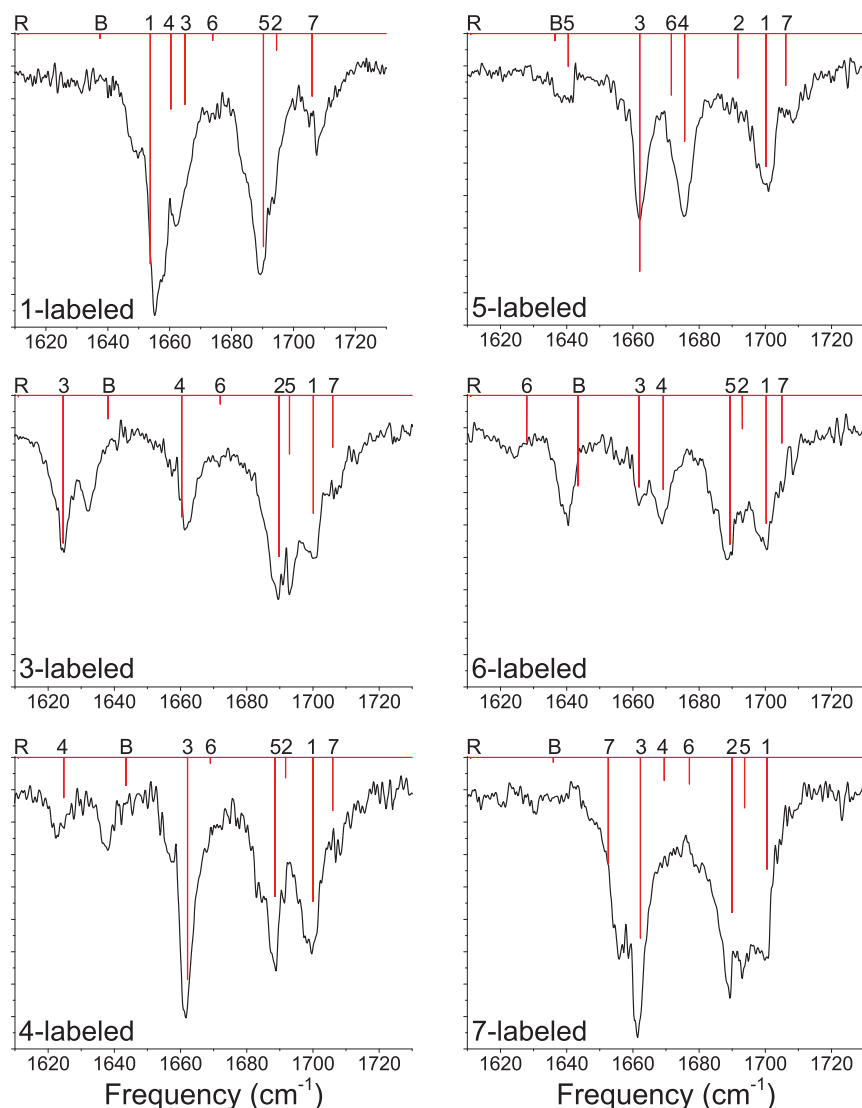 R B 1 4 3 6 5 2 7
1-labeled
1620 1640 1660 1680 1700 1720
R B 5 3 6 4 2 1 7
5-labeled
1620 1640 1660 1680 1700 1720
R 3 B 4 6 2 5 1 7
3-labeled
1620 1640 1660 1680 1700 1720
R 6 B 3 4 5 2 1 7
6-labeled
1620 1640 1660 1680 1700 1720
R 4 B 3 6 5 2 1 7
4-labeled
1620 1640 1660 1680 1700 1720
Frequency (cm⁻¹)
R B 7 3 4 6 2 5 1
7-labeled
1620 1640 1660 1680 1700 1720
Frequency (cm⁻¹)